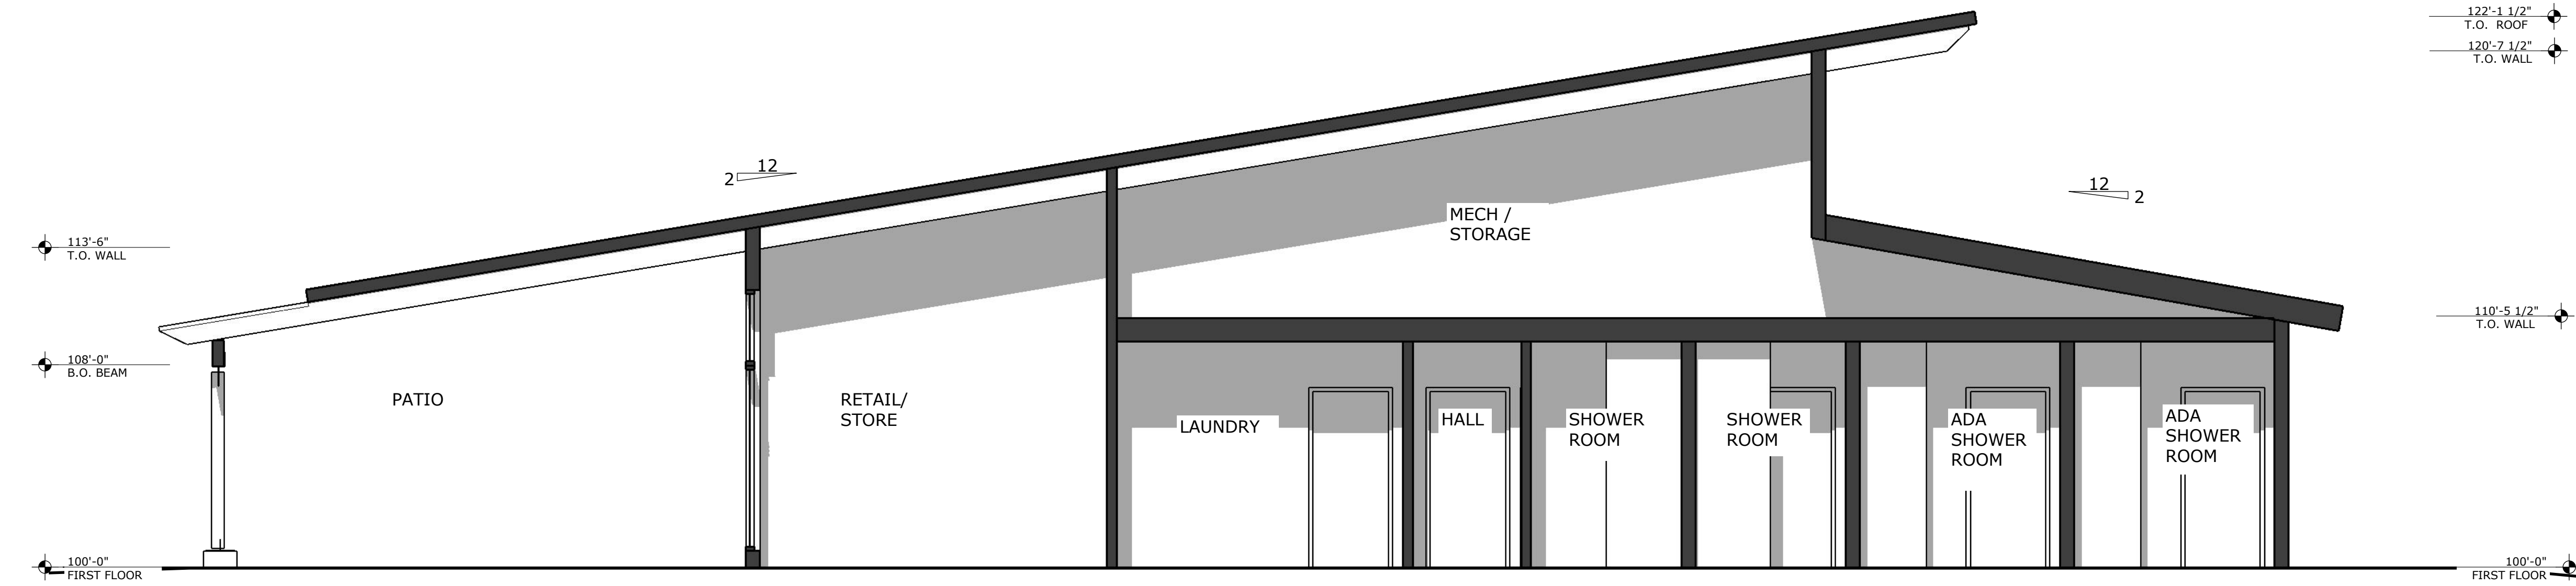 122'-1 1/2"
T.O. ROOF
120'-7 1/2"
T.O. WALL
12
2
12
2
MECH /
STORAGE
113'-6"
T.O. WALL
110'-5 1/2"
T.O. WALL
108'-0"
B.O. BEAM
PATIO
RETAIL/
STORE
LAUNDRY
HALL
SHOWER
ROOM
SHOWER
ROOM
ADA
SHOWER
ROOM
ADA
SHOWER
ROOM
100'-0"
FIRST FLOOR
100'-0"
FIRST FLOOR